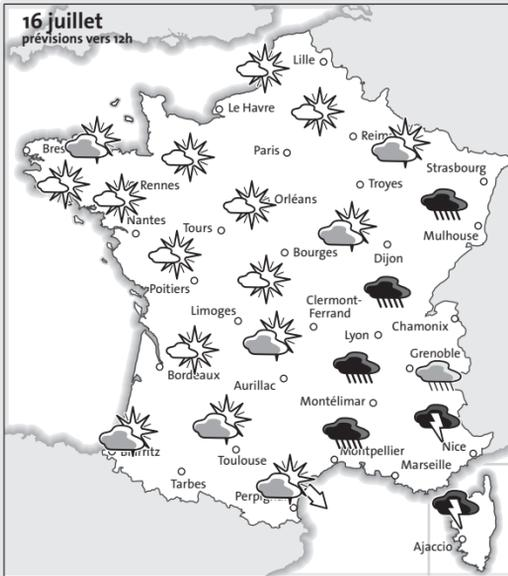 16 juillet
prévisions vers 12h
Lille
Le Havre
Paris
Strasbourg
Troyes
Rennes
Orléans
Nantes
Tours
Mulhouse
Bourges
Dijon
Poitiers
Clermont-
Ferrand
Limoges
Chamonix
Lyon
Grenoble
Bordeaux
Aurillac
Montélimar
Nice
Montpellier
Toulouse
Marseille
Tarbes
Ajaccio